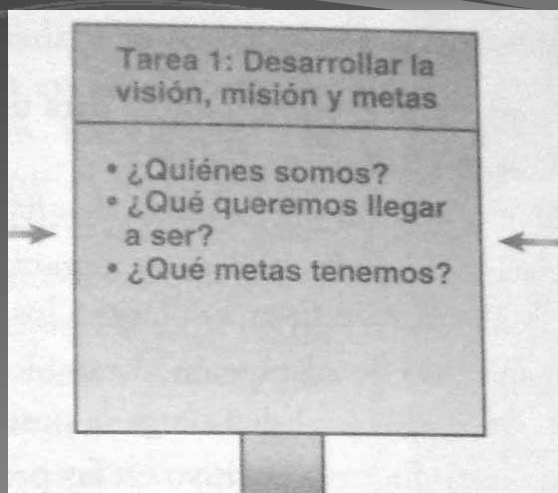 Tarea 1: Desarrollar la
visión, misión y metas
• ¿Quiénes somos?
• ¿Qué queremos llegar
a ser?
• ¿Qué metas tenemos?